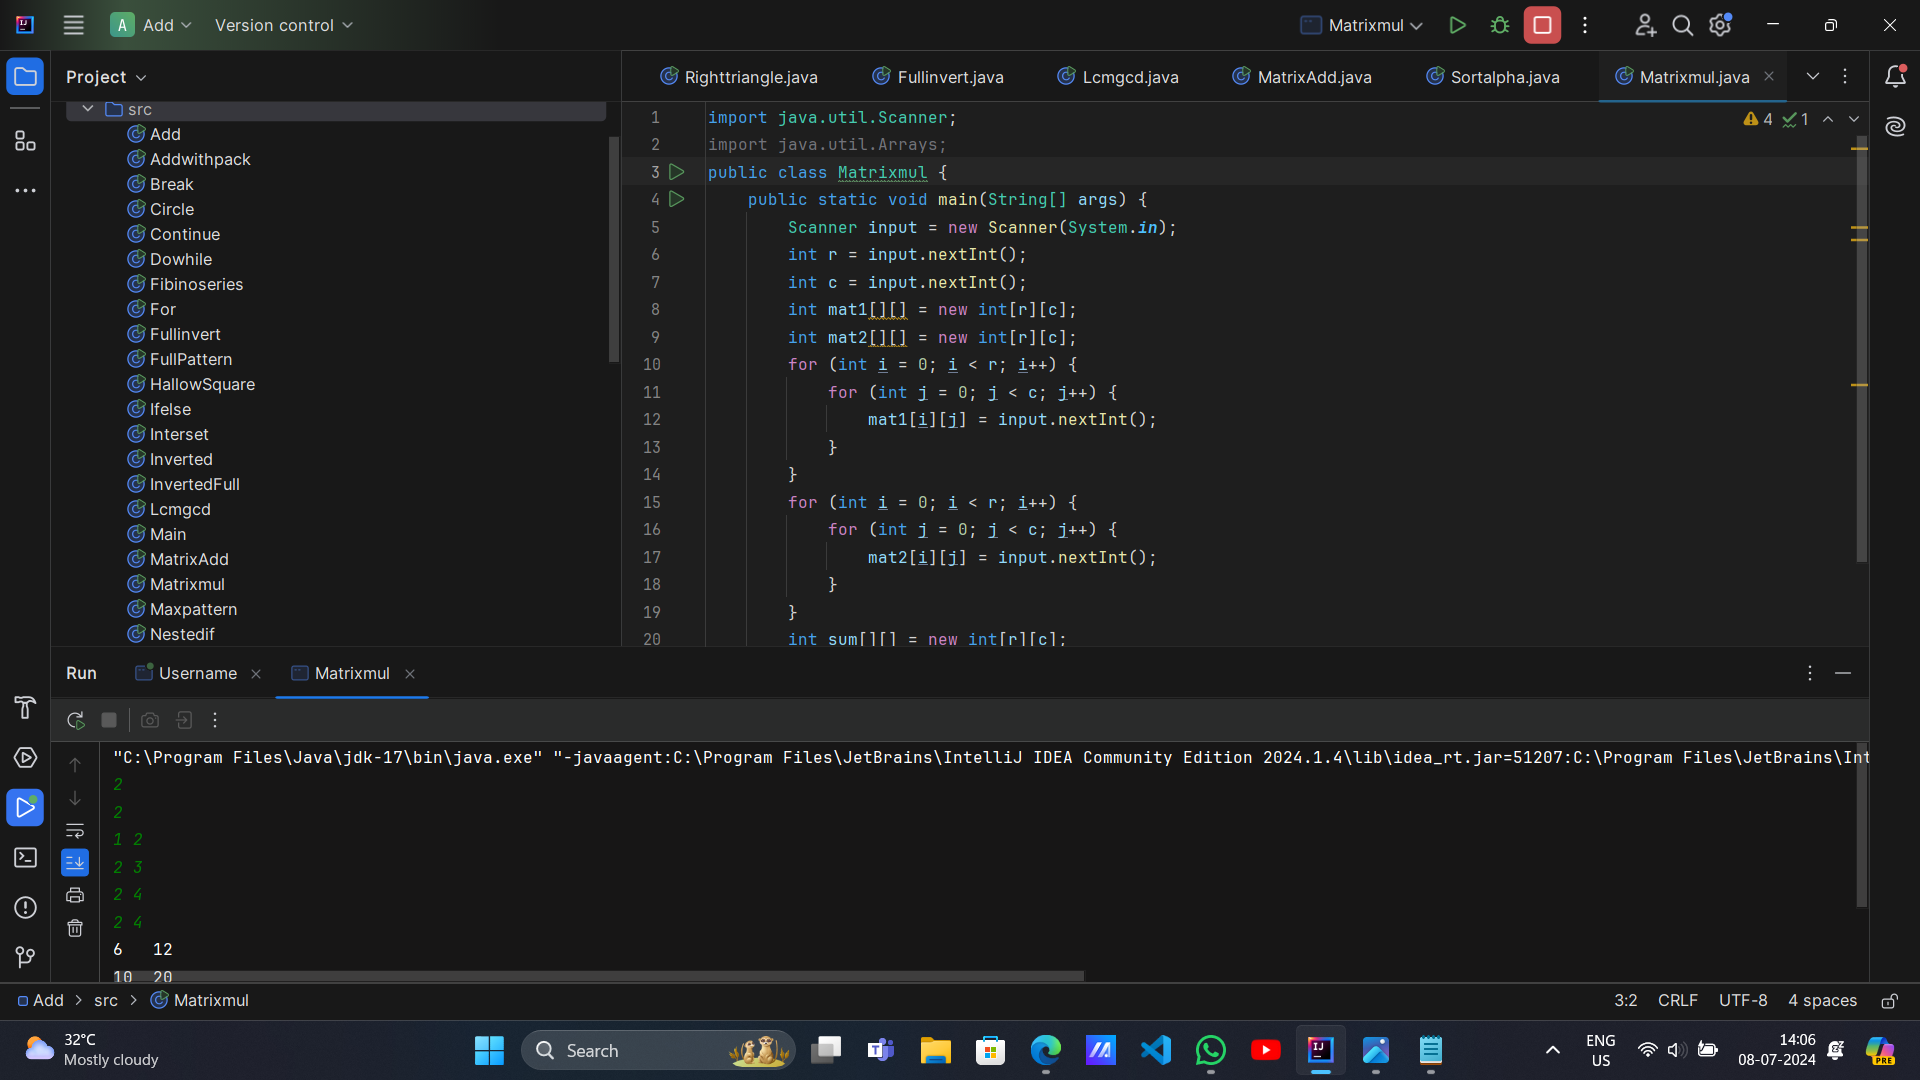 A Add Version control Matrixmul
Project
Righttriangle.java Fullinvert.java Lcmgcd.java MatrixAdd.java Sortalpha.java Matrixmul.java
src
Add
Addwithpack
Break
Circle
Continue
Dowhile
Fibinoseries
For
Fullinvert
FullPattern
HallowSquare
Ifelse
Interset
Inverted
InvertedFull
Lcmgcd
Main
MatrixAdd
Matrixmul
Maxpattern
Nestedif
4 1
1 import java.util.Scanner;
2 import java.util.Arrays;
3 public class Matrixmul {
4 public static void main(String[] args) {
5 Scanner input = new Scanner(System.in);
6 int r = input.nextInt();
7 int c = input.nextInt();
8 int mat1[][] = new int[r][c];
9 int mat2[][] = new int[r][c];
10 for (int i = 0; i < r; i++) {
11 for (int j = 0; j < c; j++) {
12 mat1[i][j] = input.nextInt();
13 }
14 }
15 for (int i = 0; i < r; i++) {
16 for (int j = 0; j < c; j++) {
17 mat2[i][j] = input.nextInt();
18 }
19 }
20 int sum[][] = new int[r][c];
Run Username Matrixmul
"C:\Program Files\Java\jdk-17\bin\java.exe" "-javaagent:C:\Program Files\JetBrains\IntelliJ IDEA Community Edition 2024.1.4\lib\idea_rt.jar=51207:C:\Program Files\JetBrains\Int
2
2
1 2
2 3
2 4
2 4
6 12
10 20
Add > src > Matrixmul 3:2 CRLF UTF-8 4 spaces
32°C
Mostly cloudy
Search
ENG
US
14:06
08-07-2024
PRE